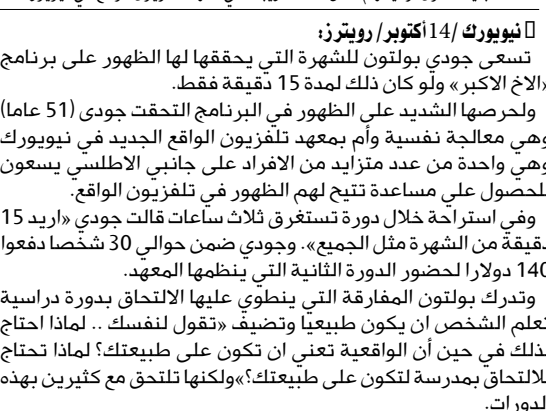 نيويورك /14أكتوبر/ رويترز:
تسعى جودي بولتون للشهرة التي يحققها لها الظهور على برنامج
«الاخ الاكبر» ولو كان ذلك لمدة 15 دقيقة فقط.
ولحرصها الشديد على الظهور في البرنامج التحقت جودى (51 عاما)
وهي معالجة نفسية وأم بمعهد تلفزيون الواقع الجديد في نيويورك
وهي واحدة من عدد متزايد من الافراد على جانبي الاطلسي يسعون
للحصول علي مساعدة تتيح لهم الظهور في تلفزيون الواقع.
وفي استراحة خلال دورة تستغرق ثلاث ساعات قالت جودي «اريد 15
دقيقة من الشهرة مثل الجميع». وجودي ضمن حوالي 30 شخصا دفعوا
140 دولارا لحضور الدورة الثانية التي ينظمها المعهد.
وتدرك بولتون المفارقة التي ينطوي عليها الالتحاق بدورة دراسية
تعلم الشخص ان يكون طبيعيا وتضيف «تقول لنفسك .. لماذا احتاج
لذلك في حين أن الواقعية تعني ان تكون على طبيعتك؟ لماذا تحتاج
للالتحاق بمدرسة لتكون على طبيعتك؟»ولكنها تلتحق مع كثيرين بهذه
الدورات.